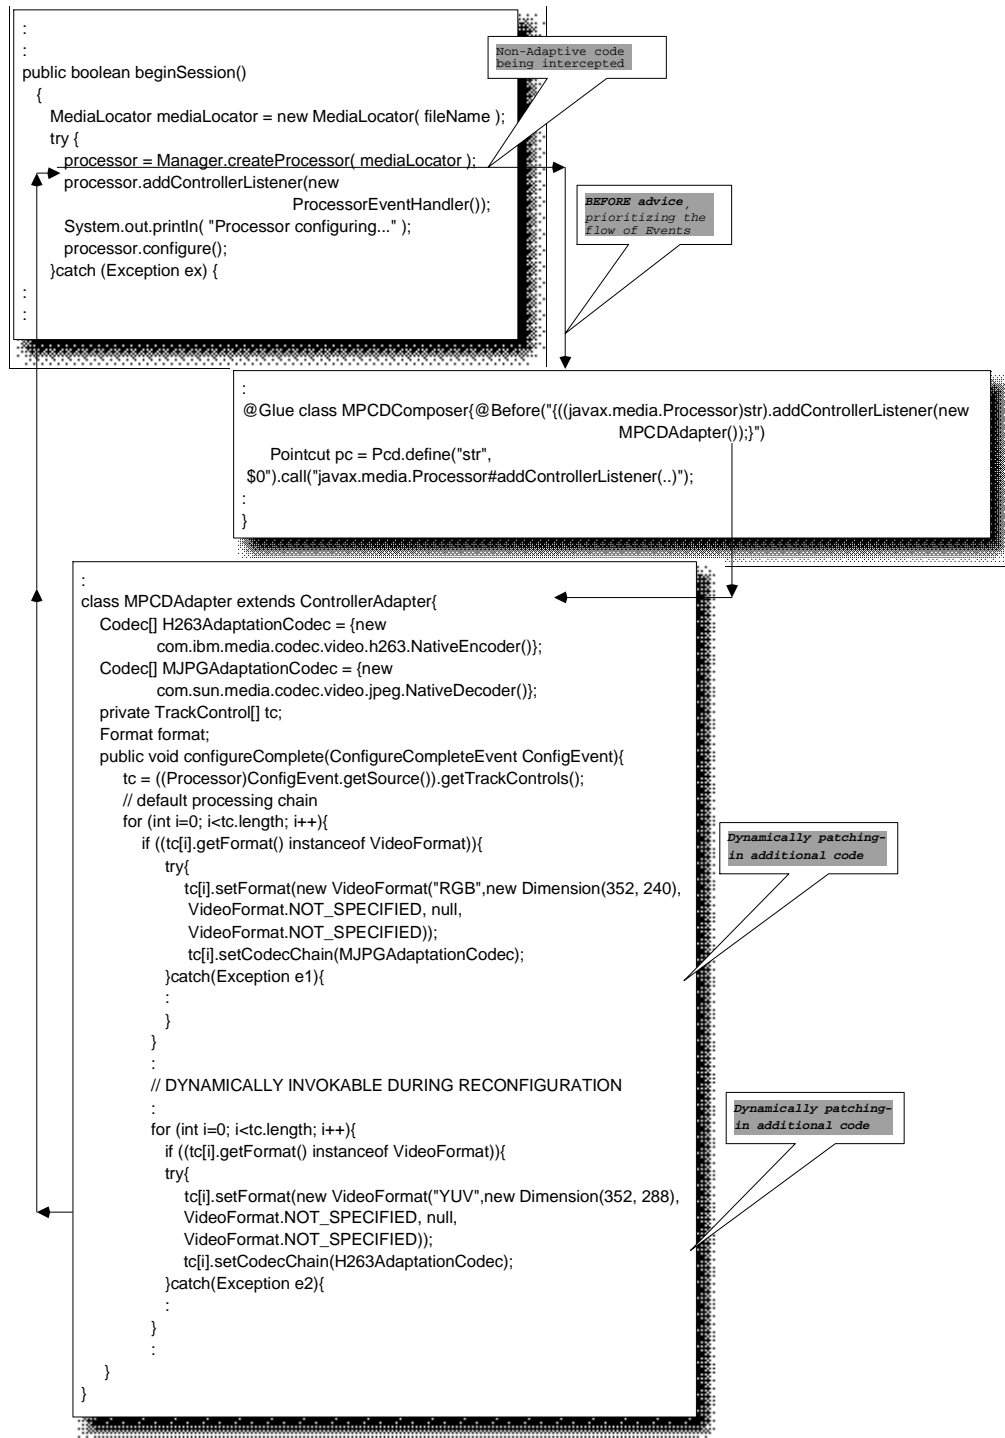 :
:
public boolean beginSession()
{
MediaLocator mediaLocator = new MediaLocator( fileName );
try {
processor = Manager.createProcessor( mediaLocator );
processor.addControllerListener(new
ProcessorEventHandler());
System.out.println( "Processor configuring..." );
processor.configure();
}catch (Exception ex) {
:
:
Non-Adaptive code
being intercepted
BEFORE advice,
prioritizing the
flow of Events
:
@Glue class MPCDComposer{@Before("{((javax.media.Processor)str).addControllerListener(new
MPCDAdapter());}")
Pointcut pc = Pcd.define("str",
$0").call("javax.media.Processor#addControllerListener(..)");
:
}
:
class MPCDAdapter extends ControllerAdapter{
Codec[] H263AdaptationCodec = {new
com.ibm.media.codec.video.h263.NativeEncoder()};
Codec[] MJPGAdaptationCodec = {new
com.sun.media.codec.video.jpeg.NativeDecoder()};
private TrackControl[] tc;
Format format;
public void configureComplete(ConfigureCompleteEvent ConfigEvent){
tc = ((Processor)ConfigEvent.getSource()).getTrackControls();
// default processing chain
for (int i=0; i<tc.length; i++){
if ((tc[i].getFormat() instanceof VideoFormat)){
try{
tc[i].setFormat(new VideoFormat("RGB",new Dimension(352, 240),
VideoFormat.NOT_SPECIFIED, null,
VideoFormat.NOT_SPECIFIED));
tc[i].setCodecChain(MJPGAdaptationCodec);
}catch(Exception e1){
:
}
}
:
// DYNAMICALLY INVOKABLE DURING RECONFIGURATION
:
for (int i=0; i<tc.length; i++){
if ((tc[i].getFormat() instanceof VideoFormat)){
try{
tc[i].setFormat(new VideoFormat("YUV",new Dimension(352, 288),
VideoFormat.NOT_SPECIFIED, null,
VideoFormat.NOT_SPECIFIED));
tc[i].setCodecChain(H263AdaptationCodec);
}catch(Exception e2){
:
}
:
}
}
Dynamically patching-
in additional code
Dynamically patching-
in additional code